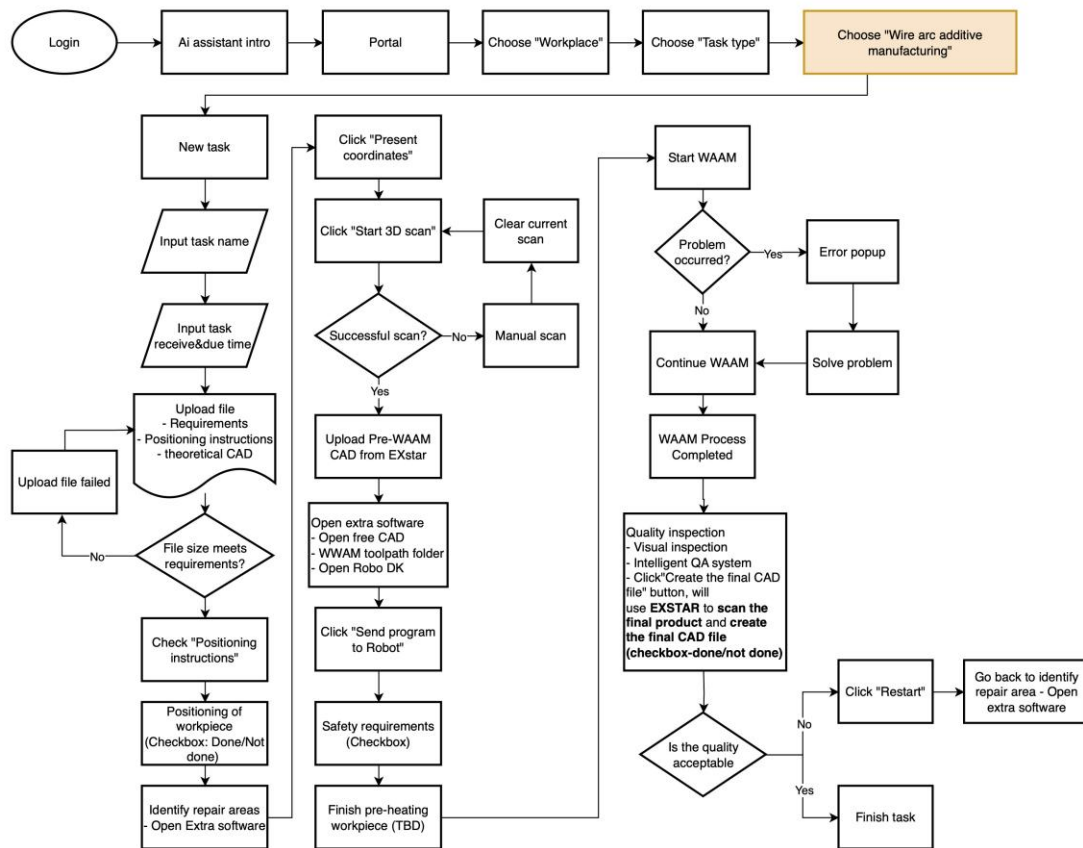 Login
Ai assistant intro
Portal
Choose "Workplace"
Choose "Task type"
Choose "Wire arc additive
manufacturing"
New task
Input task name
Input task
receive&due time
Upload file
- Requirements
- Positioning instructions
- theoretical CAD
Upload file failed
No
File size meets
requirements?
Check "Positioning
instructions"
Positioning of
workpiece
(Checkbox: Done/Not
done)
Identify repair areas
- Open Extra software
Click "Present
coordinates"
Click "Start 3D scan"
Clear current
scan
Successful scan?
No
Manual scan
Yes
Upload Pre-WAAM
CAD from EXstar
Open extra software
- Open free CAD
- WWAM toolpath folder
- Open Robo DK
Click "Send program
to Robot"
Safety requirements
(Checkbox)
Finish pre-heating
workpiece (TBD)
Start WAAM
Problem
occurred?
Yes
Error popup
No
Continue WAAM
Solve problem
WAAM Process
Completed
Quality inspection
- Visual inspection
- Intelligent QA system
- Click"Create the final CAD
file" button, will
use EXSTAR to scan the
final product and create
the final CAD file
(checkbox-done/not done)
Is the quality
acceptable
No
Click "Restart"
Go back to identify
repair area - Open
extra software
Yes
Finish task